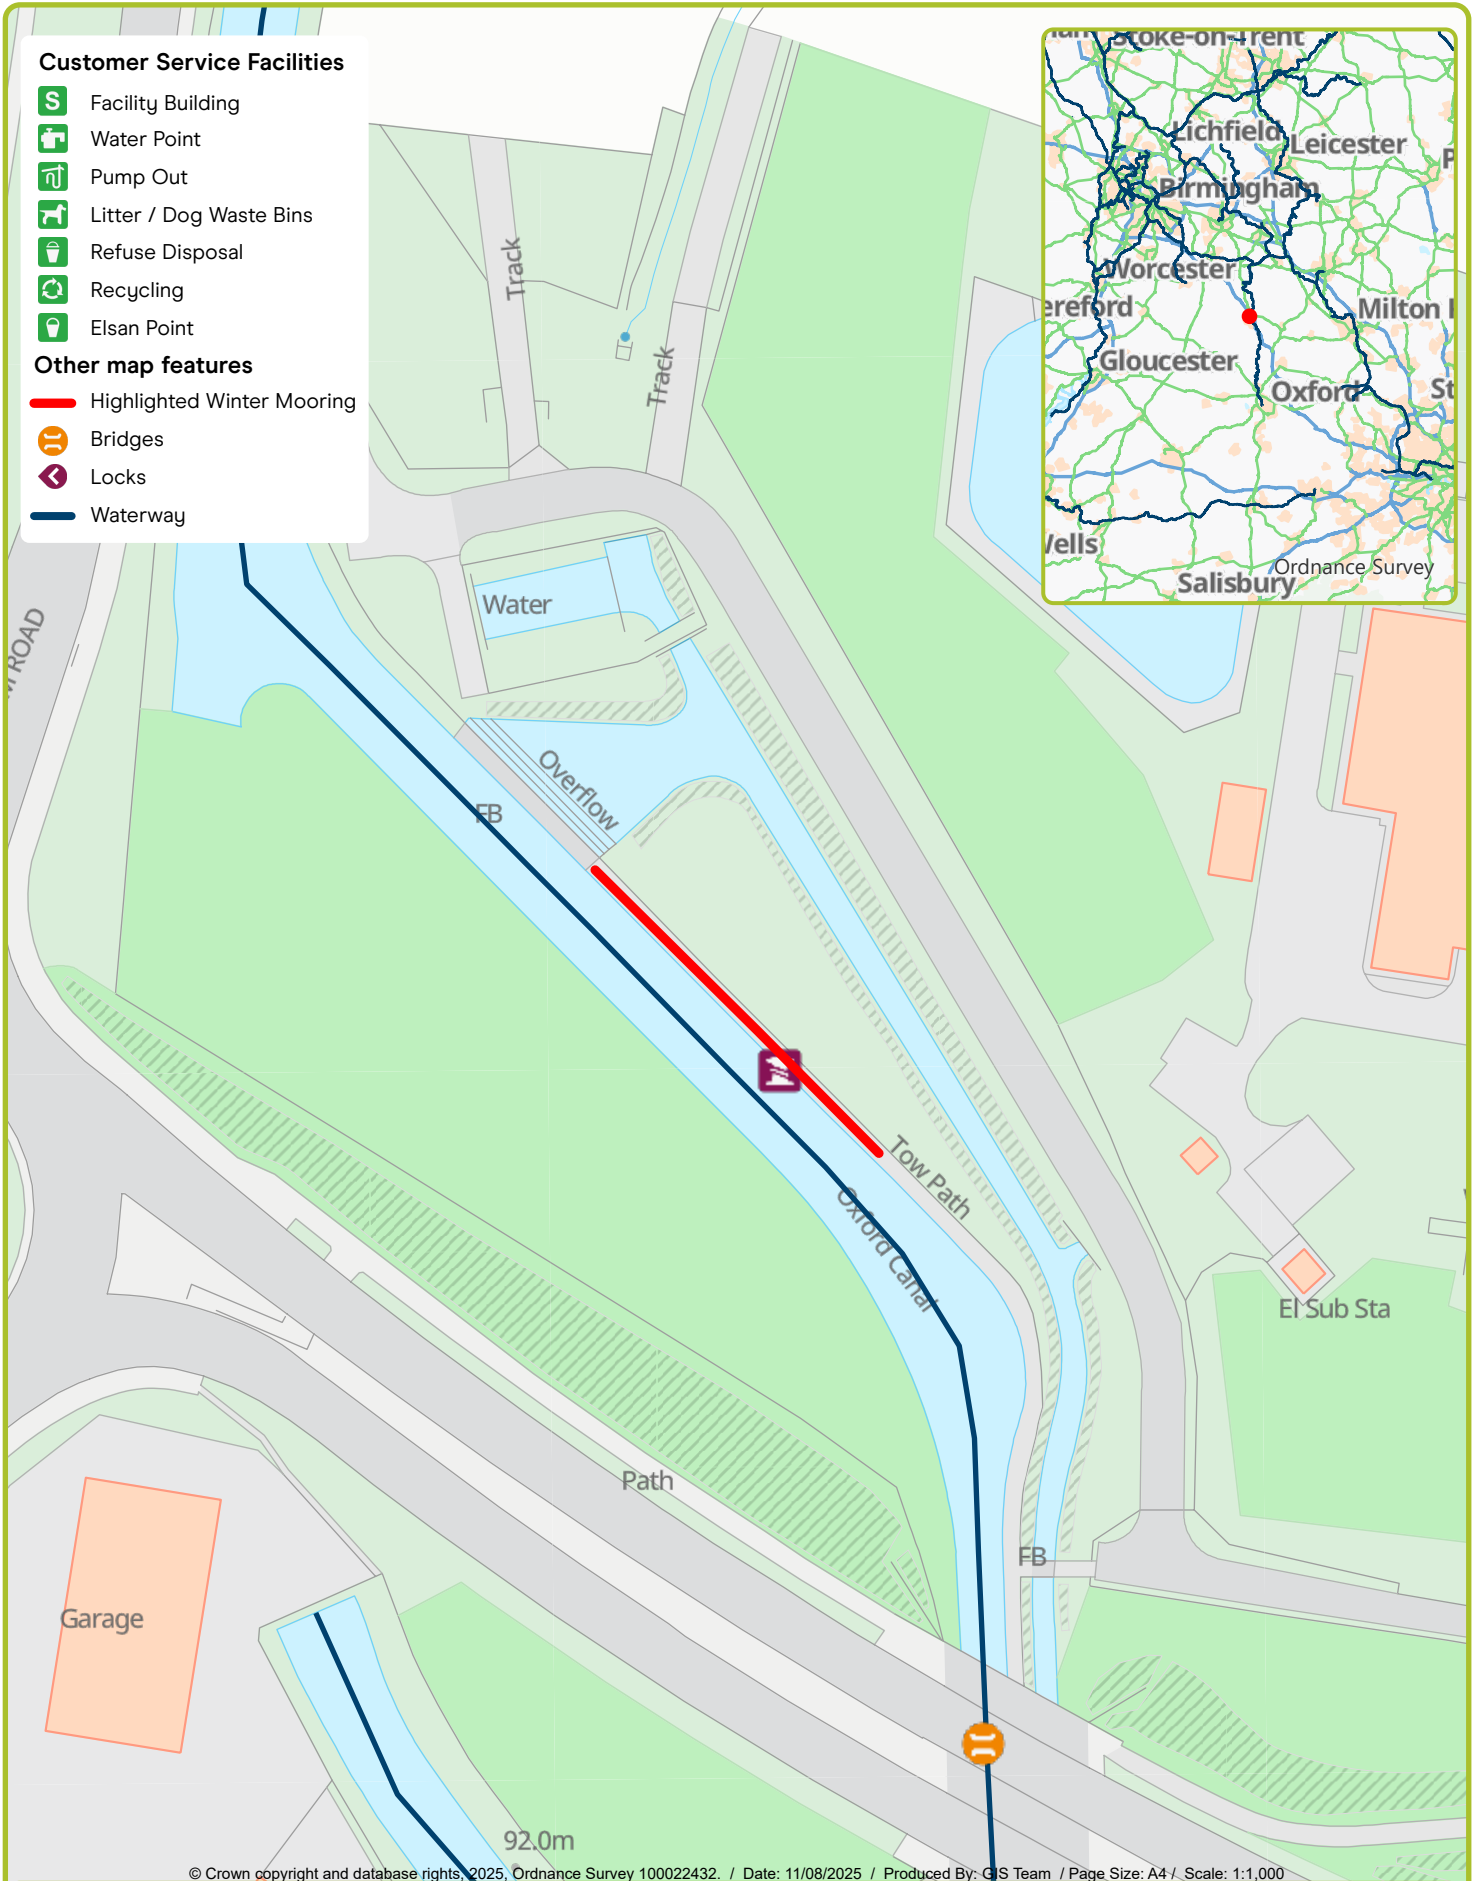 Customer Service Facilities
S Facility Building
Water Point
Pump Out
Litter / Dog Waste Bins
Refuse Disposal
Recycling
Elsan Point
Other map features
Highlighted Winter Mooring
Bridges
Locks
Waterway
Stoke-on-Trent
Lichfield
Leicester
Birmingham
Worcester
ereford
Milton
Gloucester
Oxford
St
Wells
Salisbury
Ordnance Survey
Track
Track
ROAD
Water
Overflow
FB
Tow Path
Oxford Canal
El Sub Sta
Path
FB
Garage
92.0m
© Crown copyright and database rights, 2025, Ordnance Survey 100022432. / Date: 11/08/2025 / Produced By: GIS Team / Page Size: A4 / Scale: 1:1,000